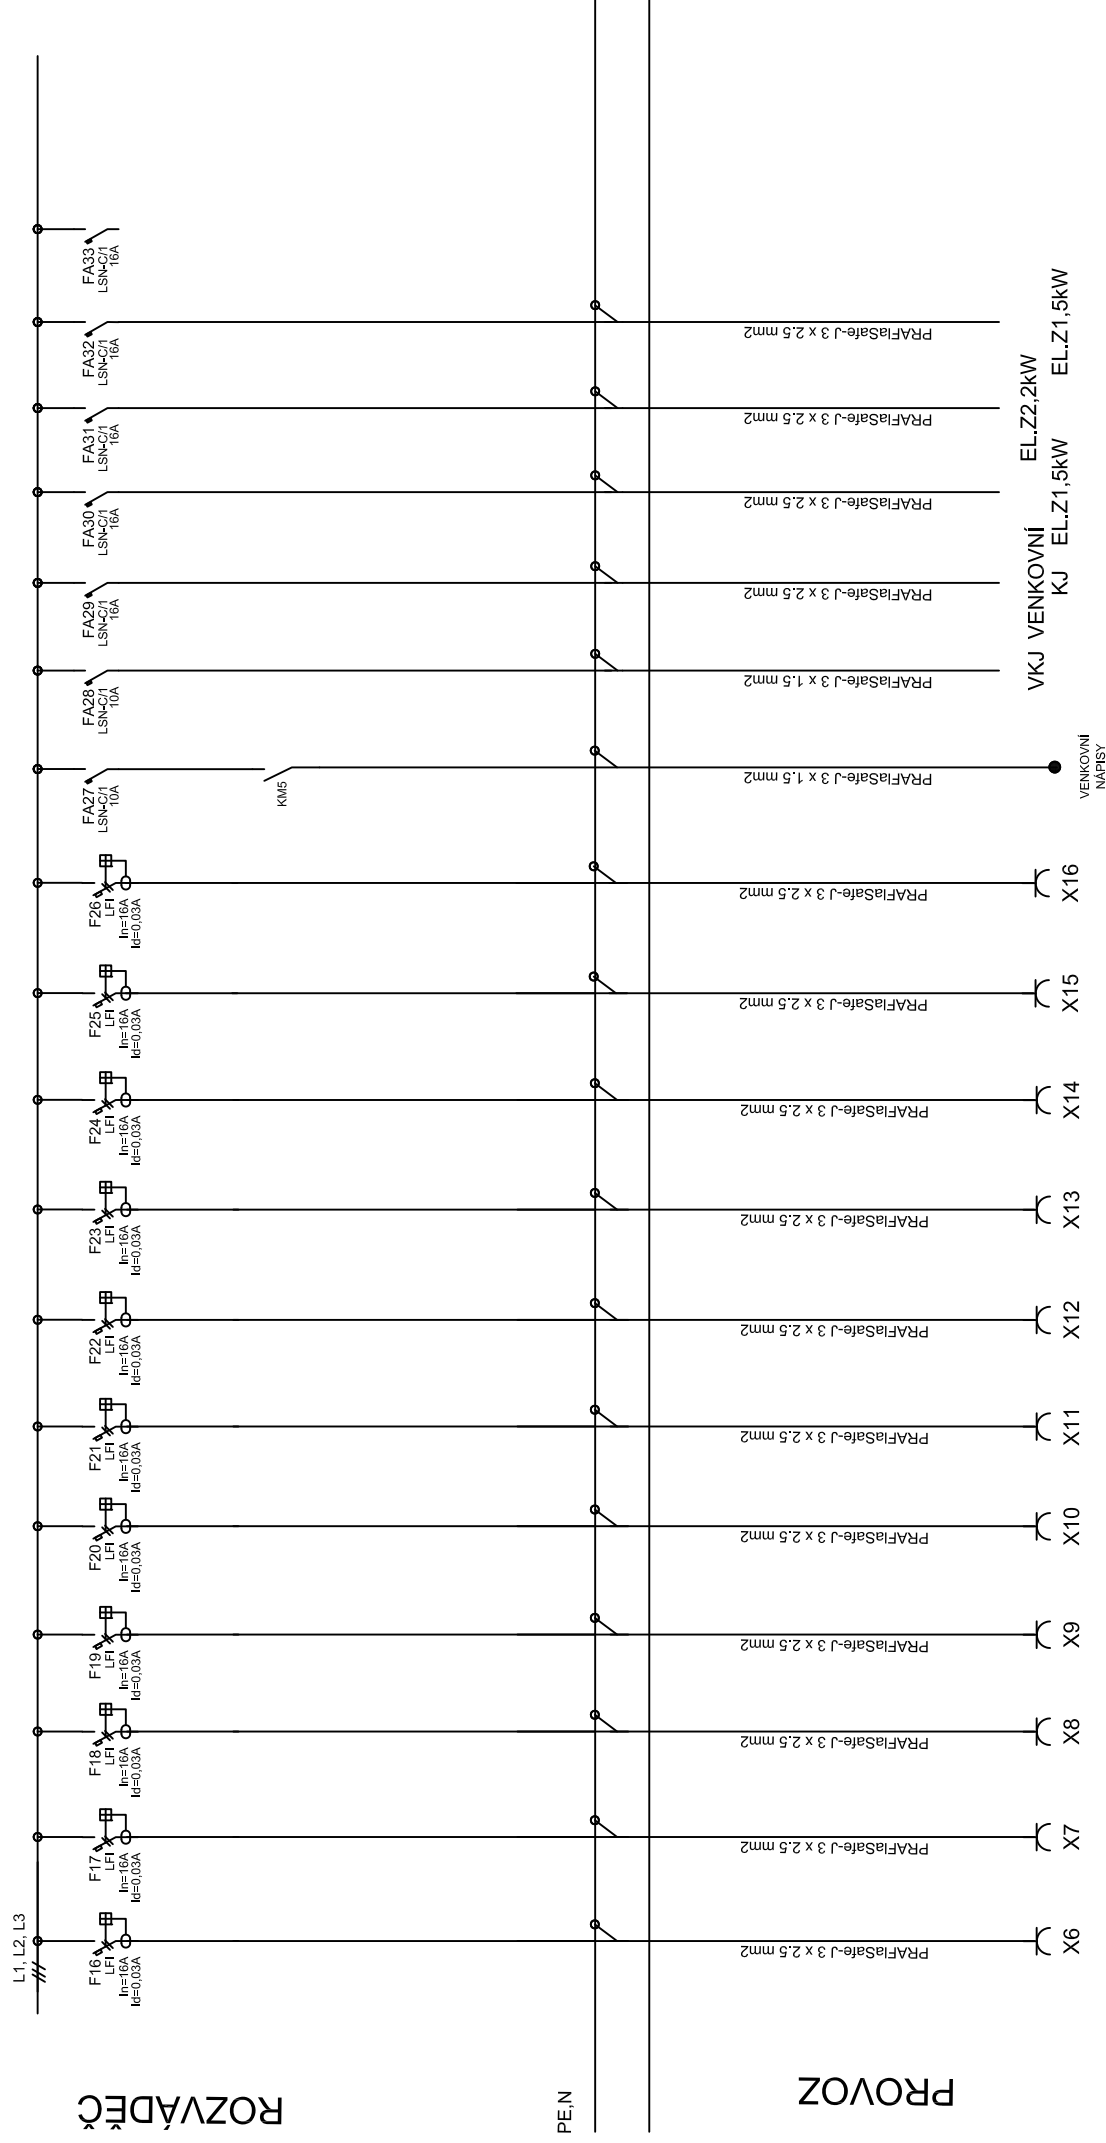 L1, L2, L3
F16
LFI
In=16A
Id=0,03A
F17
LFI
In=16A
Id=0,03A
F18
LFI
In=16A
Id=0,03A
F19
LFI
In=16A
Id=0,03A
F20
LFI
In=16A
Id=0,03A
F21
LFI
In=16A
Id=0,03A
F22
LFI
In=16A
Id=0,03A
F23
LFI
In=16A
Id=0,03A
F24
LFI
In=16A
Id=0,03A
F25
LFI
In=16A
Id=0,03A
F26
LFI
In=16A
Id=0,03A
FA27
LSN-C/1
10A
FA28
LSN-C/1
10A
FA29
LSN-C/1
16A
FA30
LSN-C/1
16A
FA31
LSN-C/1
16A
FA32
LSN-C/1
16A
FA33
LSN-C/1
16A
ROZVÁDĚČ
KM5
PE,N
PRAFlaSafe-J 3 x 2.5 mm2
PRAFlaSafe-J 3 x 2.5 mm2
PRAFlaSafe-J 3 x 2.5 mm2
PRAFlaSafe-J 3 x 2.5 mm2
PRAFlaSafe-J 3 x 2.5 mm2
PRAFlaSafe-J 3 x 2.5 mm2
PRAFlaSafe-J 3 x 2.5 mm2
PRAFlaSafe-J 3 x 2.5 mm2
PRAFlaSafe-J 3 x 2.5 mm2
PRAFlaSafe-J 3 x 2.5 mm2
PRAFlaSafe-J 3 x 2.5 mm2
PRAFlaSafe-J 3 x 1.5 mm2
PRAFlaSafe-J 3 x 1.5 mm2
PRAFlaSafe-J 3 x 2.5 mm2
PRAFlaSafe-J 3 x 2.5 mm2
PRAFlaSafe-J 3 x 2.5 mm2
PRAFlaSafe-J 3 x 2.5 mm2
PROVOZ
X6
X7
X8
X9
X10
X11
X12
X13
X14
X15
X16
VENKOVNÍ
NÁPISY
VKJ
VENKOVNÍ
KJ
EL.Z1,5kW
EL.Z2,2kW
EL.Z1,5kW